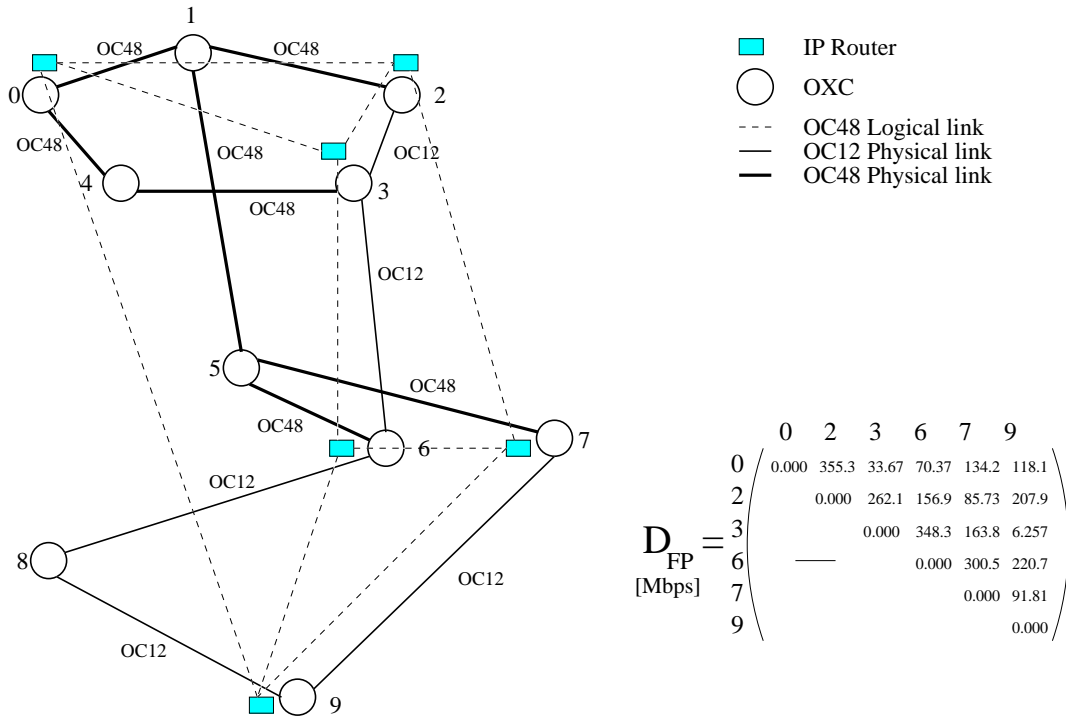 1
OC48
OC48
IP Router
0
2
OXC
OC48
OC48
OC12
OC48 Logical link
OC12 Physical link
4
3
OC48 Physical link
OC48
OC12
5
OC48
OC48
6
7
0 2 3 6 7 9
0 0.000 355.3 33.67 70.37 134.2 118.1
OC12
2 0.000 262.1 156.9 85.73 207.9
3 0.000 348.3 163.8 6.257
D_FP =
8
6 0.000 300.5 220.7
OC12
[Mbps]
7 0.000 91.81
9 0.000
OC12
9